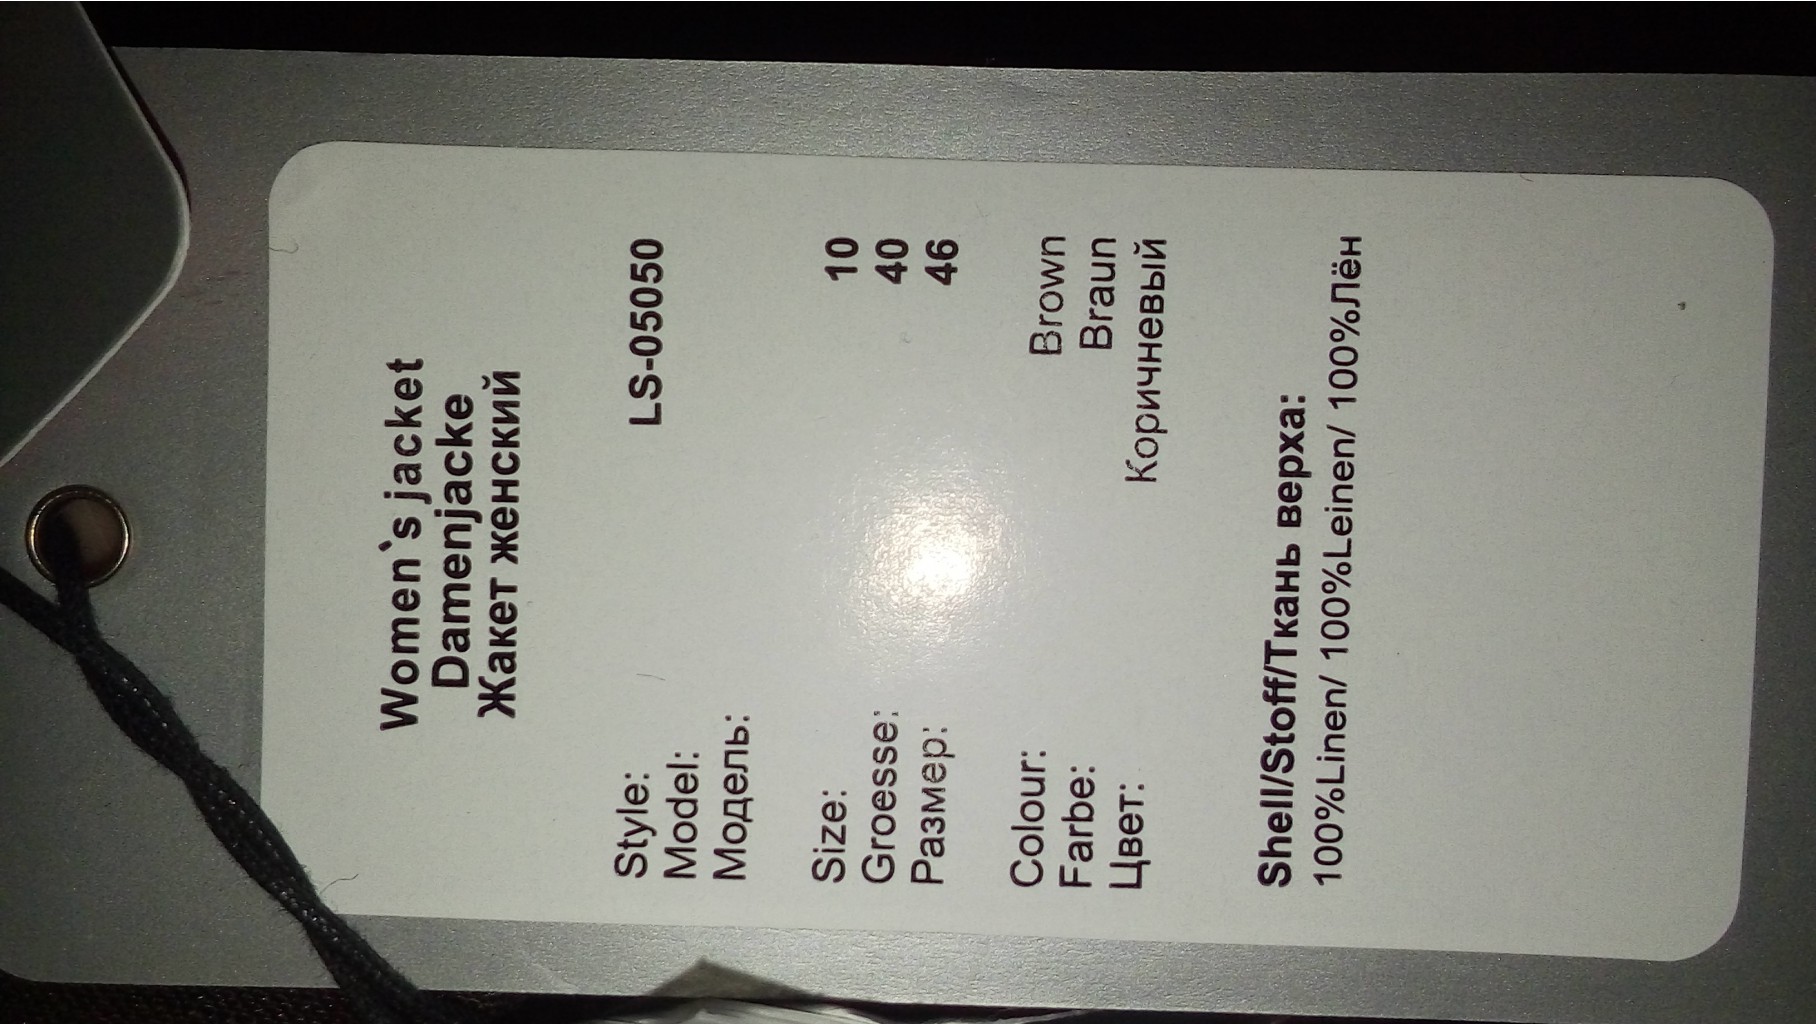 Women`s jacket
Damenjacke
Жакет женский
Style: LS-05050
Model:
Модель:
Size: 10
Groesse: 40
Размер: 46
Colour: Brown
Farbe: Braun
Цвет: Коричневый
Shell/Stoff/Ткань верха:
100%Linen/ 100%Leinen/ 100%Лён